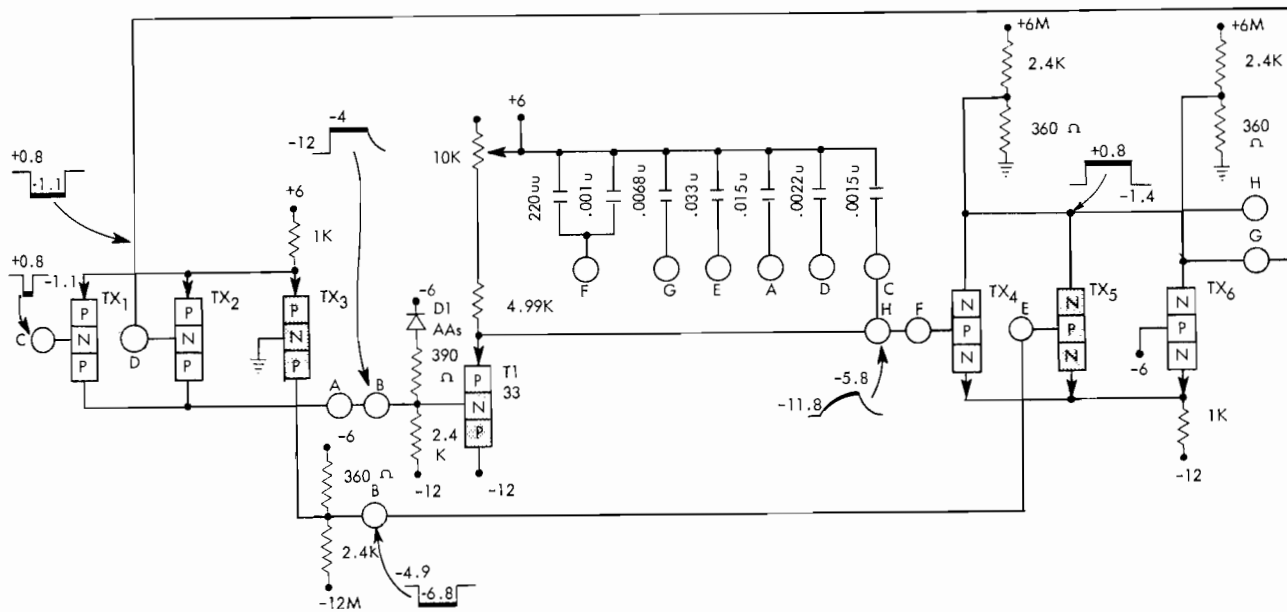 +6M
+6M
2.4K
2.4K
-4
-12
+6
10K
360 Ω
360
Ω
+0.8
-1.1
+0.8
-1.4
+6
220uu
.001u
.0068u
.033u
.015u
.0022u
.0015u
H
G
1K
+0.8
-1.1
TX1
TX2
TX3
-6
D1
AAs
390
Ω
4.99K
F
G
E
A
D
C
H
F
TX4
E
TX5
TX6
C
D
P
N
P
P
N
P
P
N
P
N
P
N
N
P
N
N
P
N
-6
A
B
T1
33
P
N
P
-5.8
-11.8
2.4
K
-6
-12
-12
1K
-12
360 Ω
B
2.4K
-4.9
-6.8
-12M